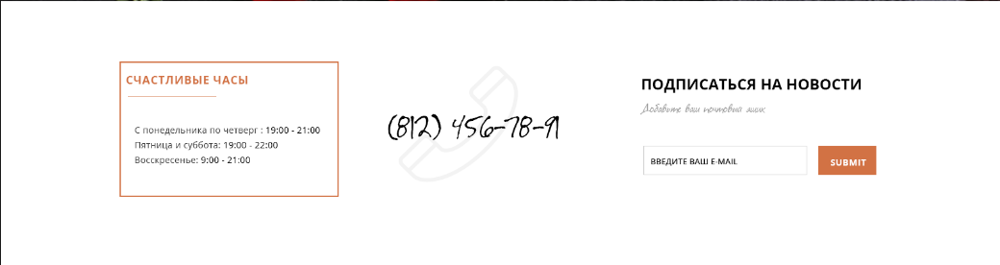 СЧАСТЛИВЫЕ ЧАСЫ
С понедельника по четверг : 19:00 - 21:00
Пятница и суббота: 19:00 - 22:00
Восскресенье: 9:00 - 21:00
(812) 456-78-91
ПОДПИСАТЬСЯ НА НОВОСТИ
Добавьте ваш почтовый ящик
ВВЕДИТЕ ВАШ E-MAIL
SUBMIT